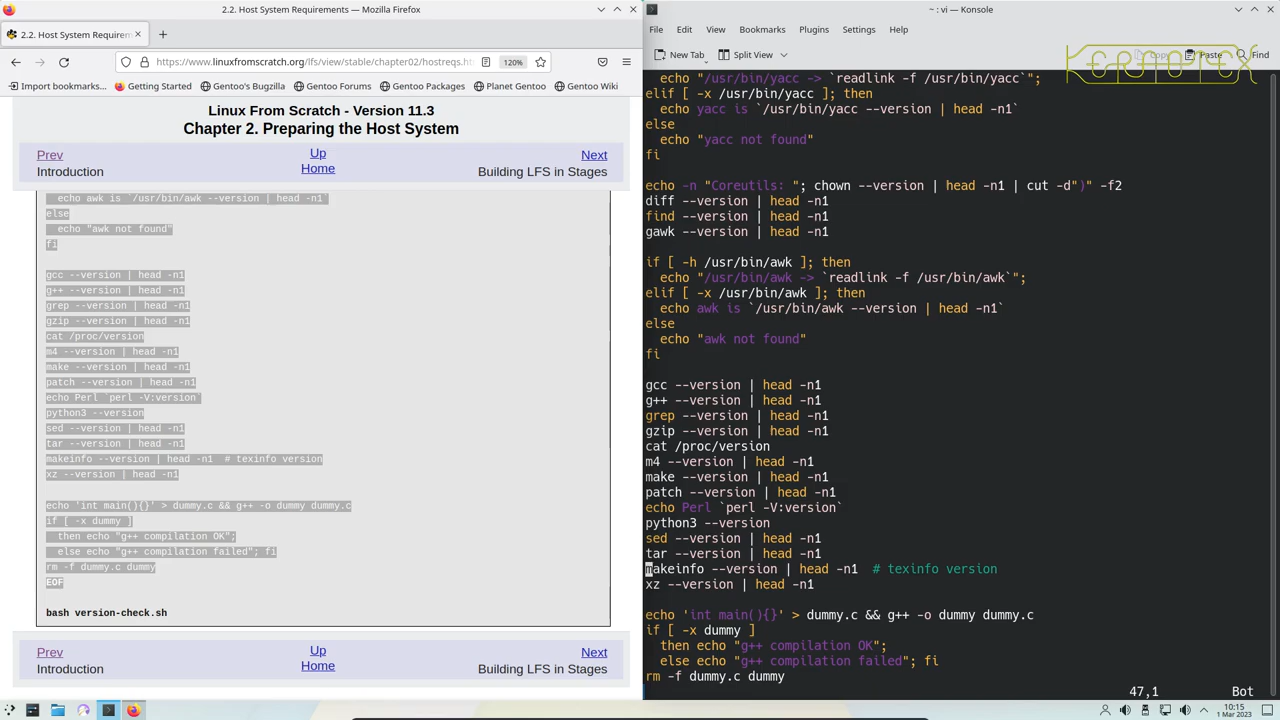 2.2. Host System Requirements — Mozilla Firefox
2.2. Host System Requirem
https://www.linuxfromscratch.org/lfs/view/stable/chapter02/hostreq.h
120%
Import bookmarks...
Getting Started
Gentoo's Bugzilla
Gentoo Forums
Gentoo Packages
Planet Gentoo
Gentoo Wiki
Linux From Scratch - Version 11.3
Chapter 2. Preparing the Host System
Prev
Up
Next
Introduction
Home
Building LFS in Stages
echo awk is `/usr/bin/awk --version | head -n1`
else
echo "awk not found"
fi
gcc --version | head -n1
g++ --version | head -n1
grep --version | head -n1
gzip --version | head -n1
cat /proc/version
m4 --version | head -n1
make --version | head -n1
patch --version | head -n1
echo Perl `perl -V:version`
python3 --version
sed --version | head -n1
tar --version | head -n1
makeinfo --version | head -n1  # texinfo version
xz --version | head -n1
echo 'int main(){}' > dummy.c && g++ -o dummy dummy.c
if [ -x dummy ]
then echo "g++ compilation OK";
else echo "g++ compilation failed"; fi
rm -f dummy.c dummy
EOF
bash version-check.sh
Prev
Up
Next
Introduction
Home
Building LFS in Stages
~ : vi — Konsole
File Edit View Bookmarks Plugins Settings Help
New Tab
Split View
Copy
Paste
Find
KERNOTEX
echo "/usr/bin/yacc -> `readlink -f /usr/bin/yacc`";
elif [ -x /usr/bin/yacc ]; then
echo yacc is `/usr/bin/yacc --version | head -n1`
else
echo "yacc not found"
fi
echo -n "Coreutils: "; chown --version | head -n1 | cut -d")" -f2
diff --version | head -n1
find --version | head -n1
gawk --version | head -n1
if [ -h /usr/bin/awk ]; then
echo "/usr/bin/awk -> `readlink -f /usr/bin/awk`";
elif [ -x /usr/bin/awk ]; then
echo awk is `/usr/bin/awk --version | head -n1`
else
echo "awk not found"
fi
gcc --version | head -n1
g++ --version | head -n1
grep --version | head -n1
gzip --version | head -n1
cat /proc/version
m4 --version | head -n1
make --version | head -n1
patch --version | head -n1
echo Perl `perl -V:version`
python3 --version
sed --version | head -n1
tar --version | head -n1
makeinfo --version | head -n1  # texinfo version
xz --version | head -n1
echo 'int main(){}' > dummy.c && g++ -o dummy dummy.c
if [ -x dummy ]
then echo "g++ compilation OK";
else echo "g++ compilation failed"; fi
rm -f dummy.c dummy
47,1 Bot
10:15
1 Mar 2023